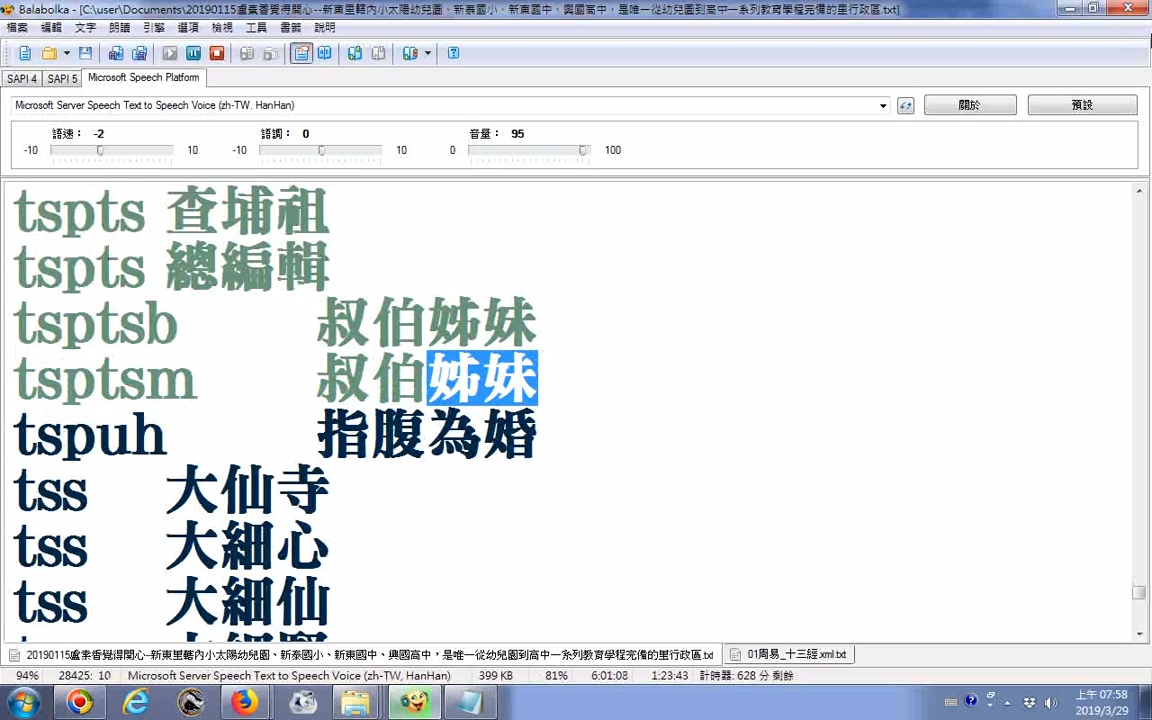 Balabolka - [C:\user\Documents\20190115盧素香覺得開心--新東里轄內小太陽幼兒園、新泰國小、新東國中、興國高中，是唯一從幼兒園到高中一系列教育學程完備的里行政區.txt]
檔案 編輯 文字 朗讀 引擎 選項 檢視 工具 書籤 說明
SAPI 4 SAPI 5 Microsoft Speech Platform
Microsoft Server Speech Text to Speech Voice (zh-TW, HanHan) 關於 預設
語速： -2 語調： 0 音量： 95
-10 10 -10 10 0 100
tspts 查埔祖
tspts 總編輯
tsptsb 叔伯姊妹
tsptsm 叔伯姊妹
tspuh 指腹為婚
tss 大仙寺
tss 大細心
tss 大細仙
20190115盧素香覺得開心--新東里轄內小太陽幼兒園、新泰國小、新東國中、興國高中，是唯一從幼兒園到高中一系列教育學程完備的里行政區.txt 01周易_十三經.xml.txt
94% 28425: 10 Microsoft Server Speech Text to Speech Voice (zh-TW, HanHan) 399 KB 81% 6:01:08 1:23:43 計時器: 628 分 剩餘
上午 07:58
2019/3/29